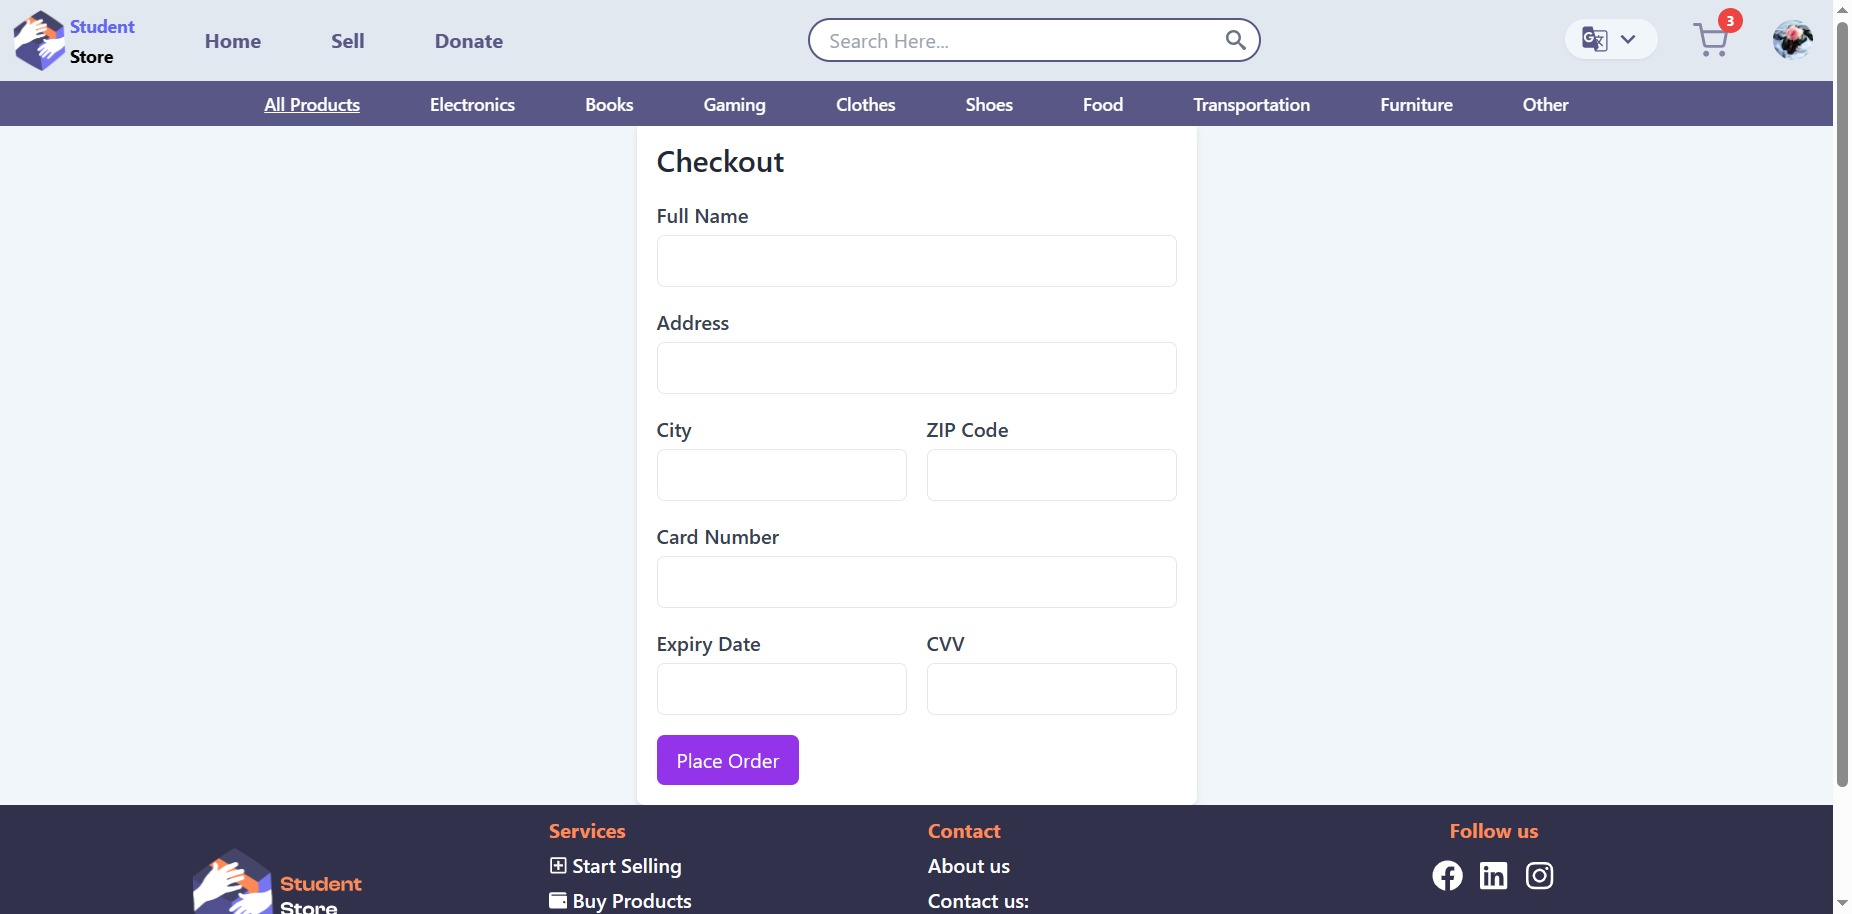 Student
Store
Home
Sell
Donate
Search Here...
3
All Products
Electronics
Books
Gaming
Clothes
Shoes
Food
Transportation
Furniture
Other
Checkout
Full Name
Address
City
ZIP Code
Card Number
Expiry Date
CVV
Place Order
Student
Store
Services
Start Selling
Buy Products
Contact
About us
Contact us:
Follow us